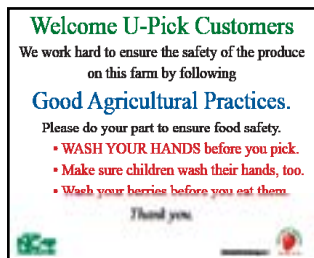 Welcome U-Pick Customers
We work hard to ensure the safety of the produce
on this farm by following
Good Agricultural Practices.
Please do your part to ensure food safety.
• WASH YOUR HANDS before you pick.
• Make sure children wash their hands, too.
• Wash your berries before you eat them.
Thank you.